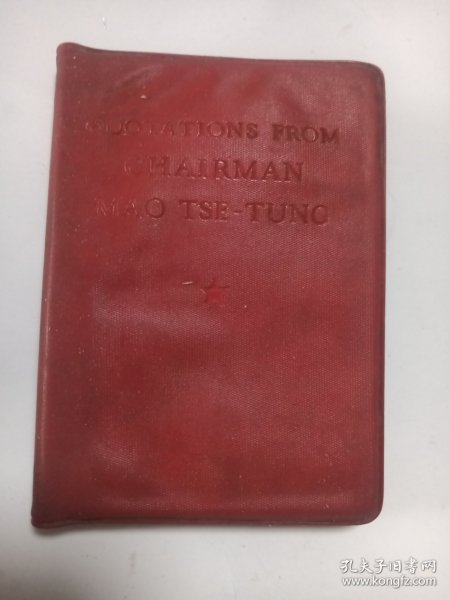 QUOTATIONS FROM
CHAIRMAN
MAO TSE-TUNG
孔夫子旧书网
www.kongfz.com